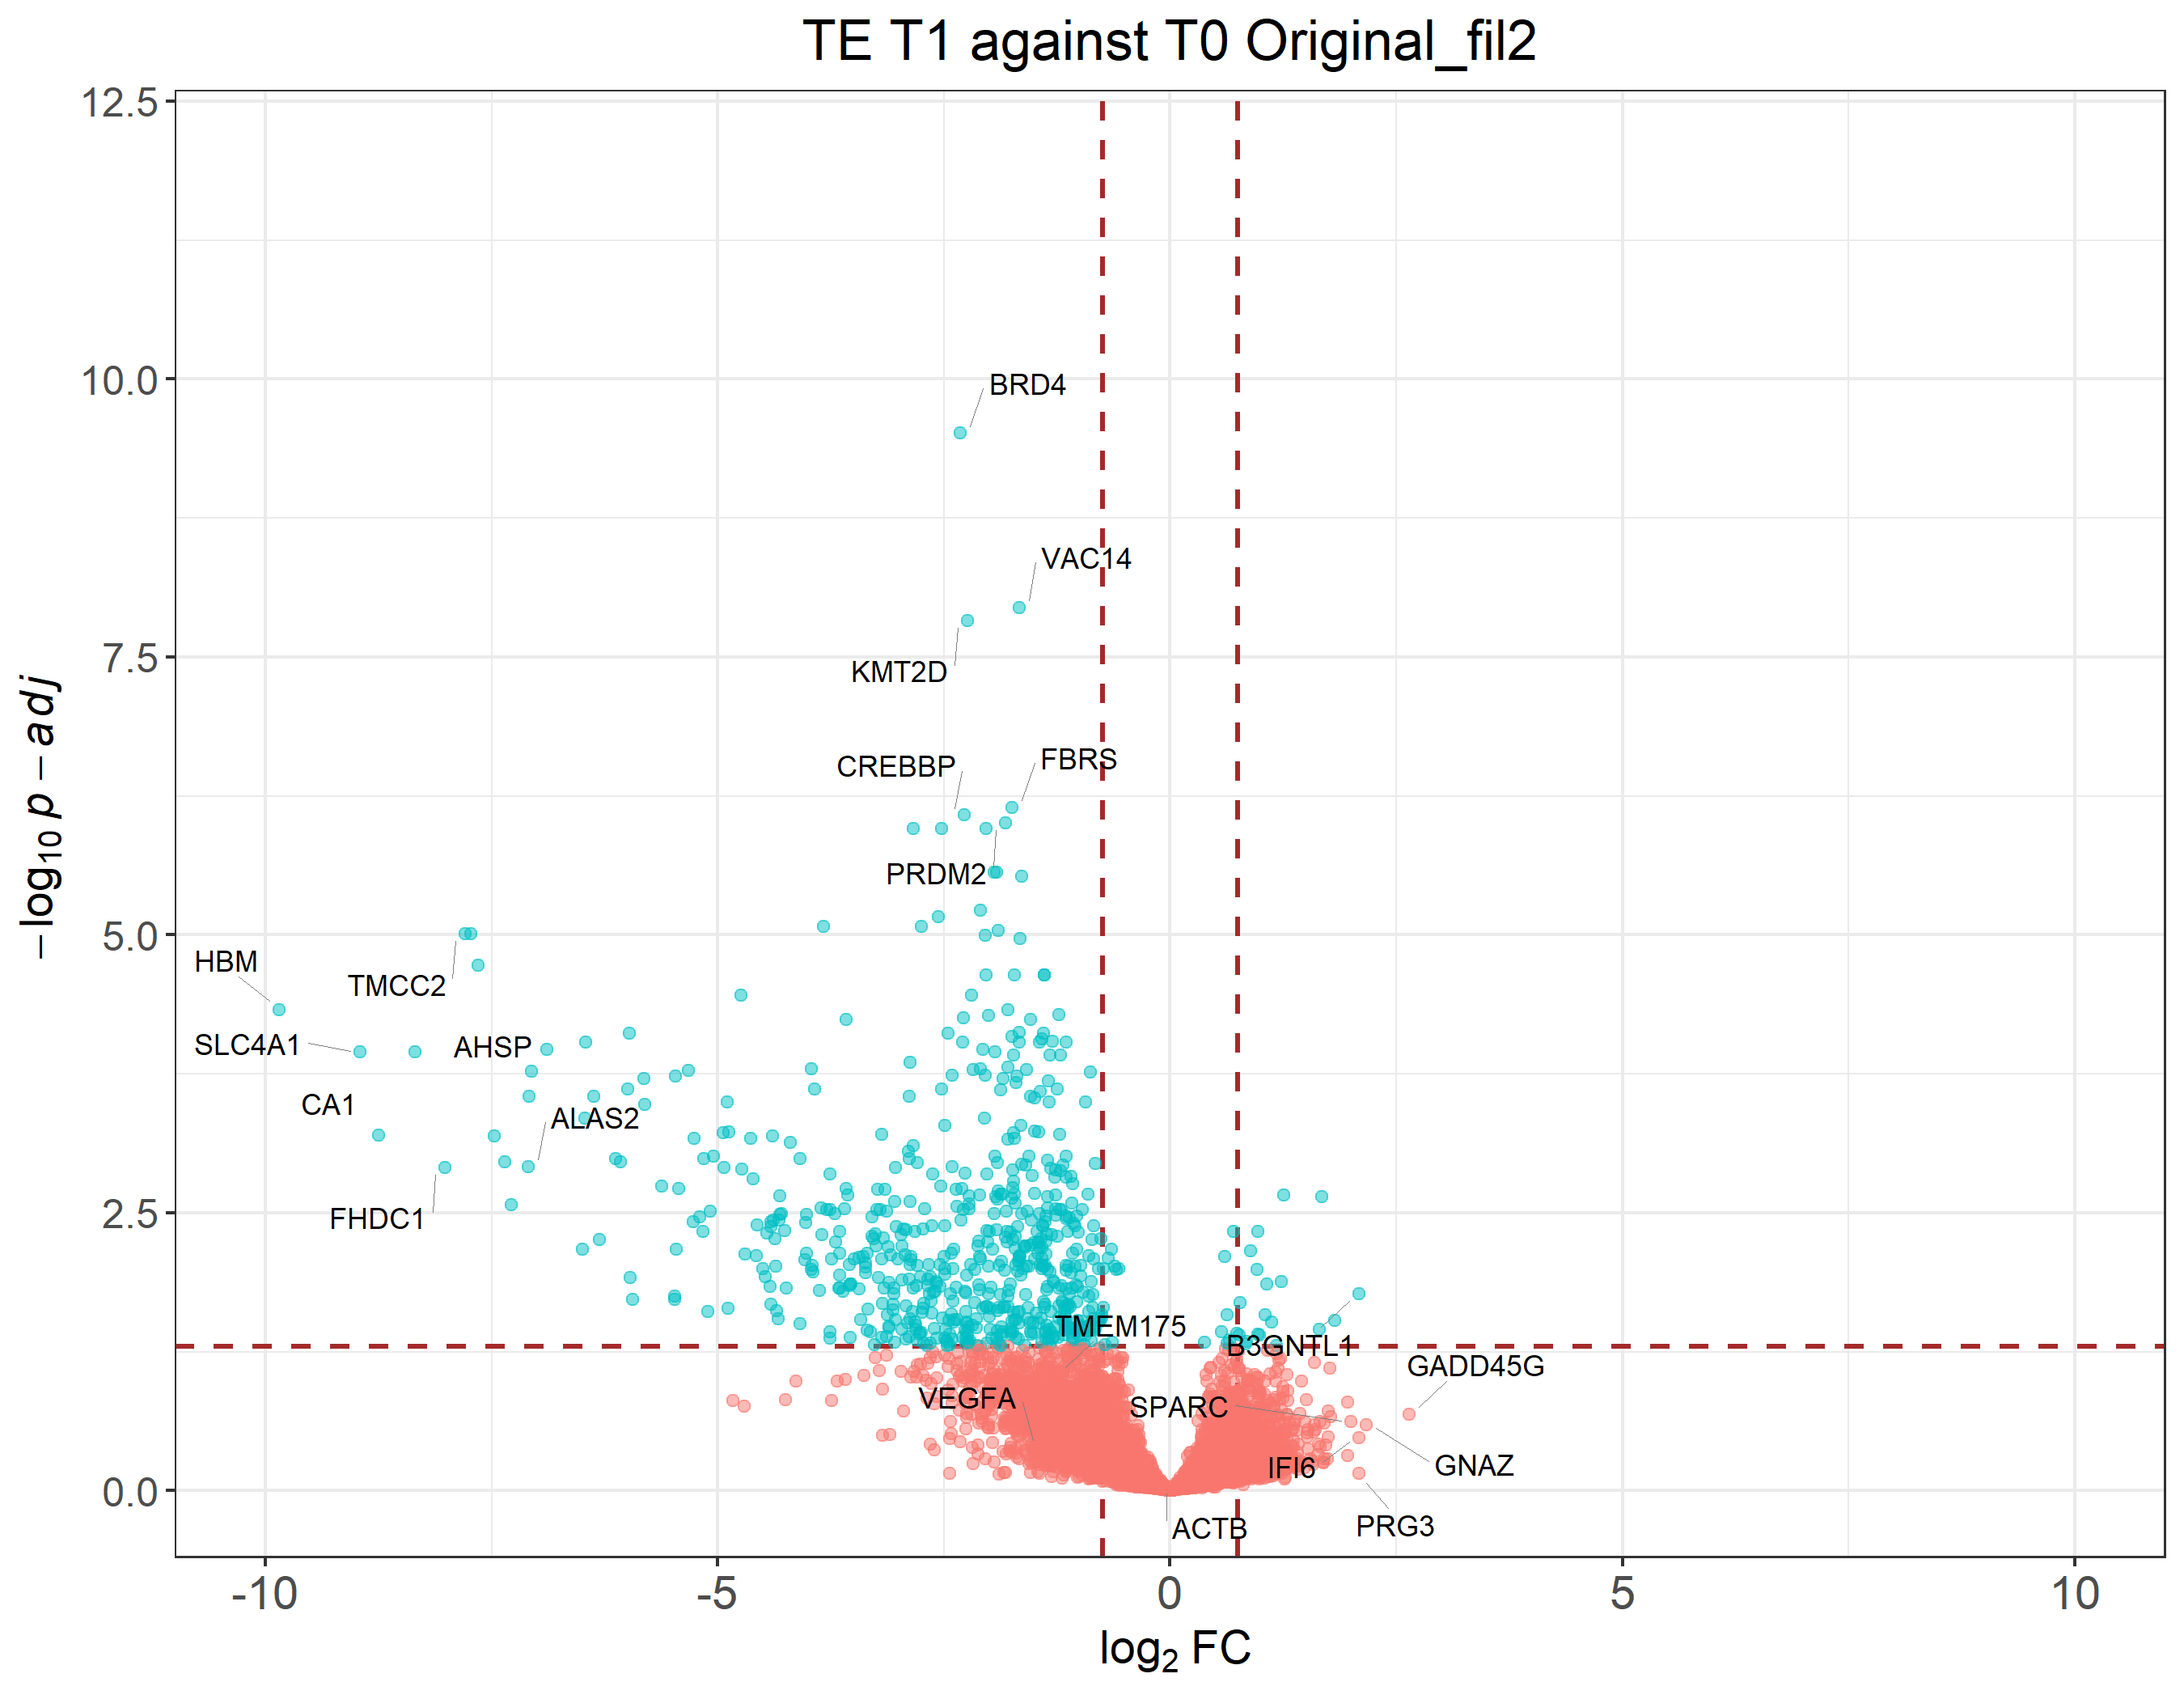 TE T1 against T0 Original_fil2
12.5
10.0
7.5
5.0
2.5
0.0
−log10 p − adj
BRD4
VAC14
KMT2D
FBRS
CREBBP
PRDM2
HBM
TMCC2
SLC4A1
AHSP
CA1
ALAS2
FHDC1
TMEM175
B3GNTL1
GADD45G
VEGFA
SPARC
IFI6
GNAZ
ACTB
PRG3
-10
-5
0
5
10
log2 FC